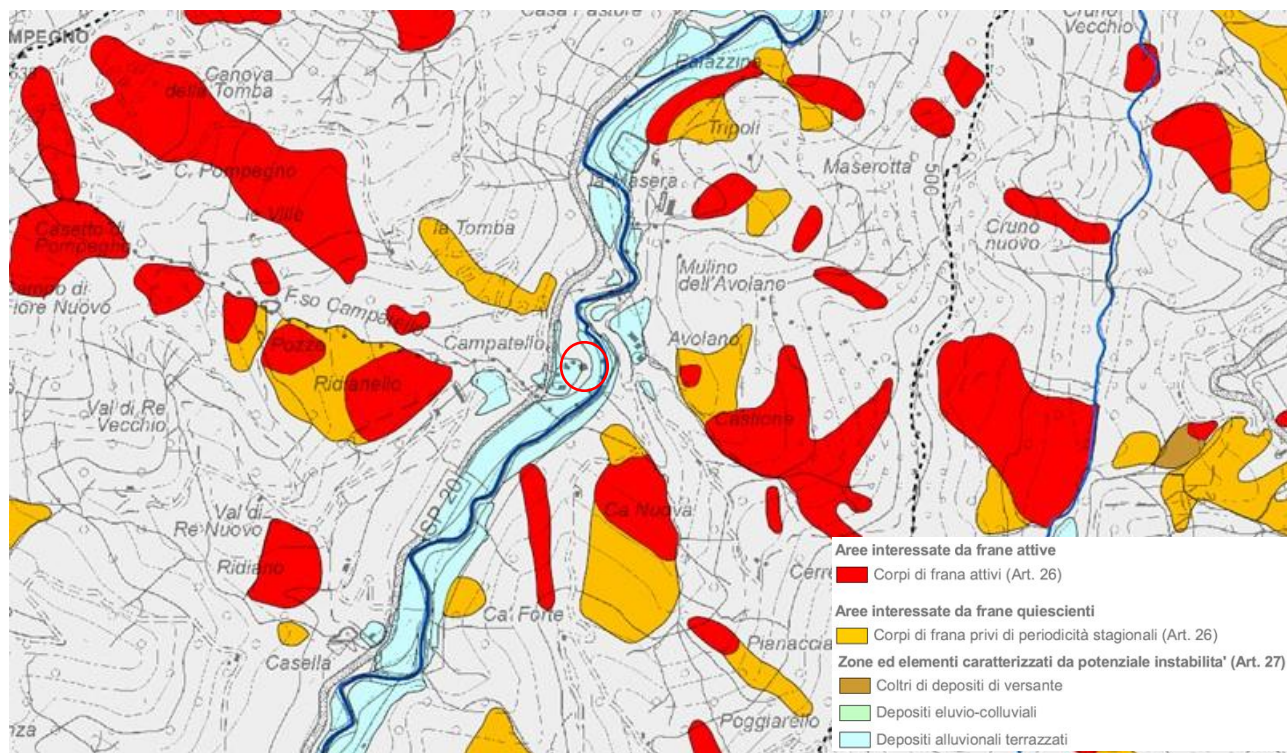 Casa Pastore
Cruno
Vecchio
MPEGNO
Palazzina
Canova
della Tomba
Tripoli
Maserotta
500
C. Pompegno
la Masera
le Ville
la Tomba
Caserto di
Pompegno
Cruno
nuovo
Mulino
dell'Avolano
iore Nuovo
F.so Campatello
Campatello
Avolano
Pozzo
Ridianello
Val di Re
Vecchio
Castione
SP 20
Ca Nuova
Val di
Re Nuovo
Ridiano
Cerre
Ca' Forte
Casella
Pianaccia
Poggiarello
nza
Aree interessate da frane attive
Corpi di frana attivi (Art. 26)
Aree interessate da frane quiescienti
Corpi di frana privi di periodicità stagionali (Art. 26)
Zone ed elementi caratterizzati da potenziale instabilita' (Art. 27)
Coltri di depositi di versante
Depositi eluvio-colluviali
Depositi alluvionali terrazzati